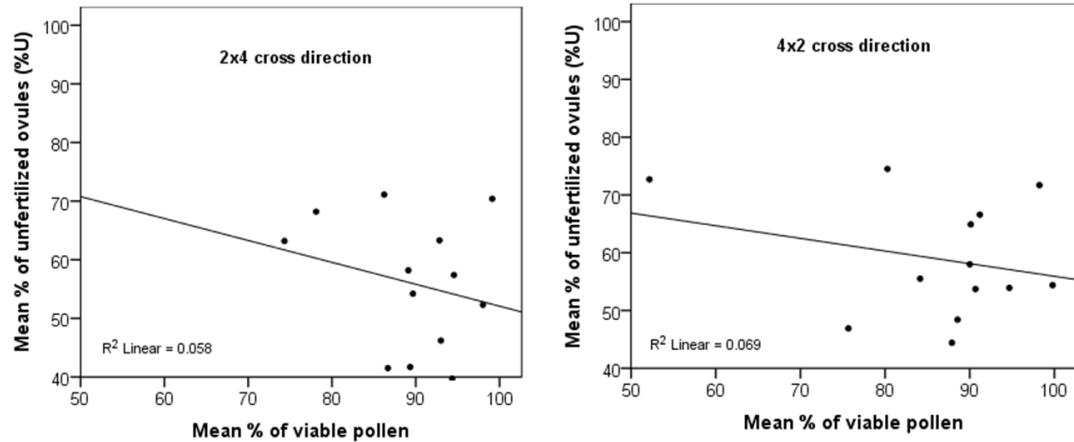 2x4 cross direction
Mean % of unfertilized ovules (%U)
100
90
80
70
60
50
40
R² Linear = 0.058
50 60 70 80 90 100
Mean % of viable pollen
4x2 cross direction
Mean % of unfertilized ovules (%U)
100
90
80
70
60
50
40
R² Linear = 0.069
50 60 70 80 90 100
Mean % of viable pollen